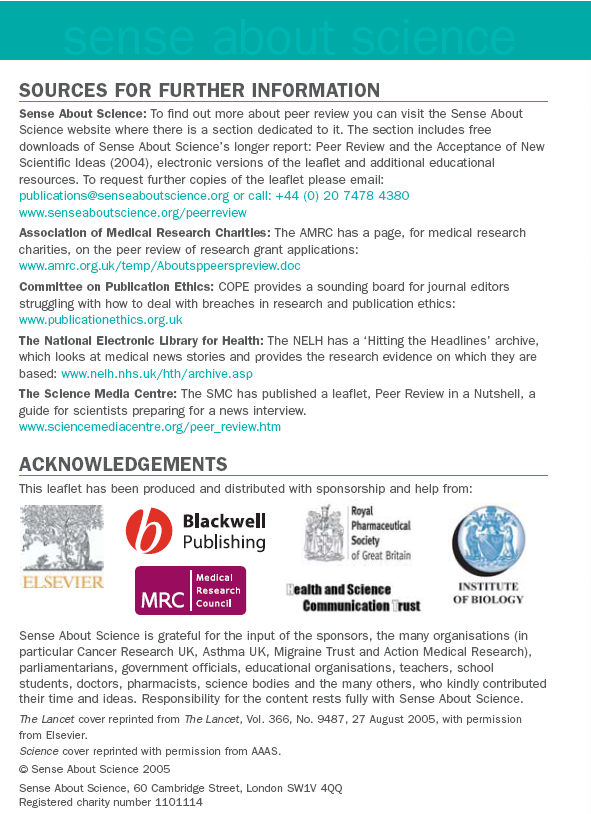 sense about science
SOURCES FOR FURTHER INFORMATION
Sense About Science: To find out more about peer review you can visit the Sense About
Science website where there is a section dedicated to it. The section includes free
downloads of Sense About Science's longer report: Peer Review and the Acceptance of New
Scientific Ideas (2004), electronic versions of the leaflet and additional educational
resources. To request further copies of the leaflet please email:
publications@senseaboutscience.org or call: +44 (0) 20 7478 4380
www.senseaboutscience.org/peerreview
Association of Medical Research Charities: The AMRC has a page, for medical research
charities, on the peer review of research grant applications:
www.amrc.org.uk/temp/Aboutsppeerspreview.doc
Committee on Publication Ethics: COPE provides a sounding board for journal editors
struggling with how to deal with breaches in research and publication ethics:
www.publicationethics.org.uk
The National Electronic Library for Health: The NELH has a 'Hitting the Headlines' archive,
which looks at medical news stories and provides the research evidence on which they are
based: www.nelh.nhs.uk/hth/archive.asp
The Science Media Centre: The SMC has published a leaflet, Peer Review in a Nutshell, a
guide for scientists preparing for a news interview.
www.sciencemediacentre.org/peer_review.htm
ACKNOWLEDGEMENTS
This leaflet has been produced and distributed with sponsorship and help from:
ELSEVIER
b Blackwell
Publishing
Royal
Pharmaceutical
Society
of Great Britain
INSTITUTE
OF BIOLOGY
MRC
Medical
Research
Council
Health and Science
Communication Trust
Sense About Science is grateful for the input of the sponsors, the many organisations (in
particular Cancer Research UK, Asthma UK, Migraine Trust and Action Medical Research),
parliamentarians, government officials, educational organisations, teachers, school
students, doctors, pharmacists, science bodies and the many others, who kindly contributed
their time and ideas. Responsibility for the content rests fully with Sense About Science.
The Lancet cover reprinted from The Lancet, Vol. 366, No. 9487, 27 August 2005, with permission
from Elsevier.
Science cover reprinted with permission from AAAS.
© Sense About Science 2005
Sense About Science, 60 Cambridge Street, London SW1V 4QQ
Registered charity number 1101114